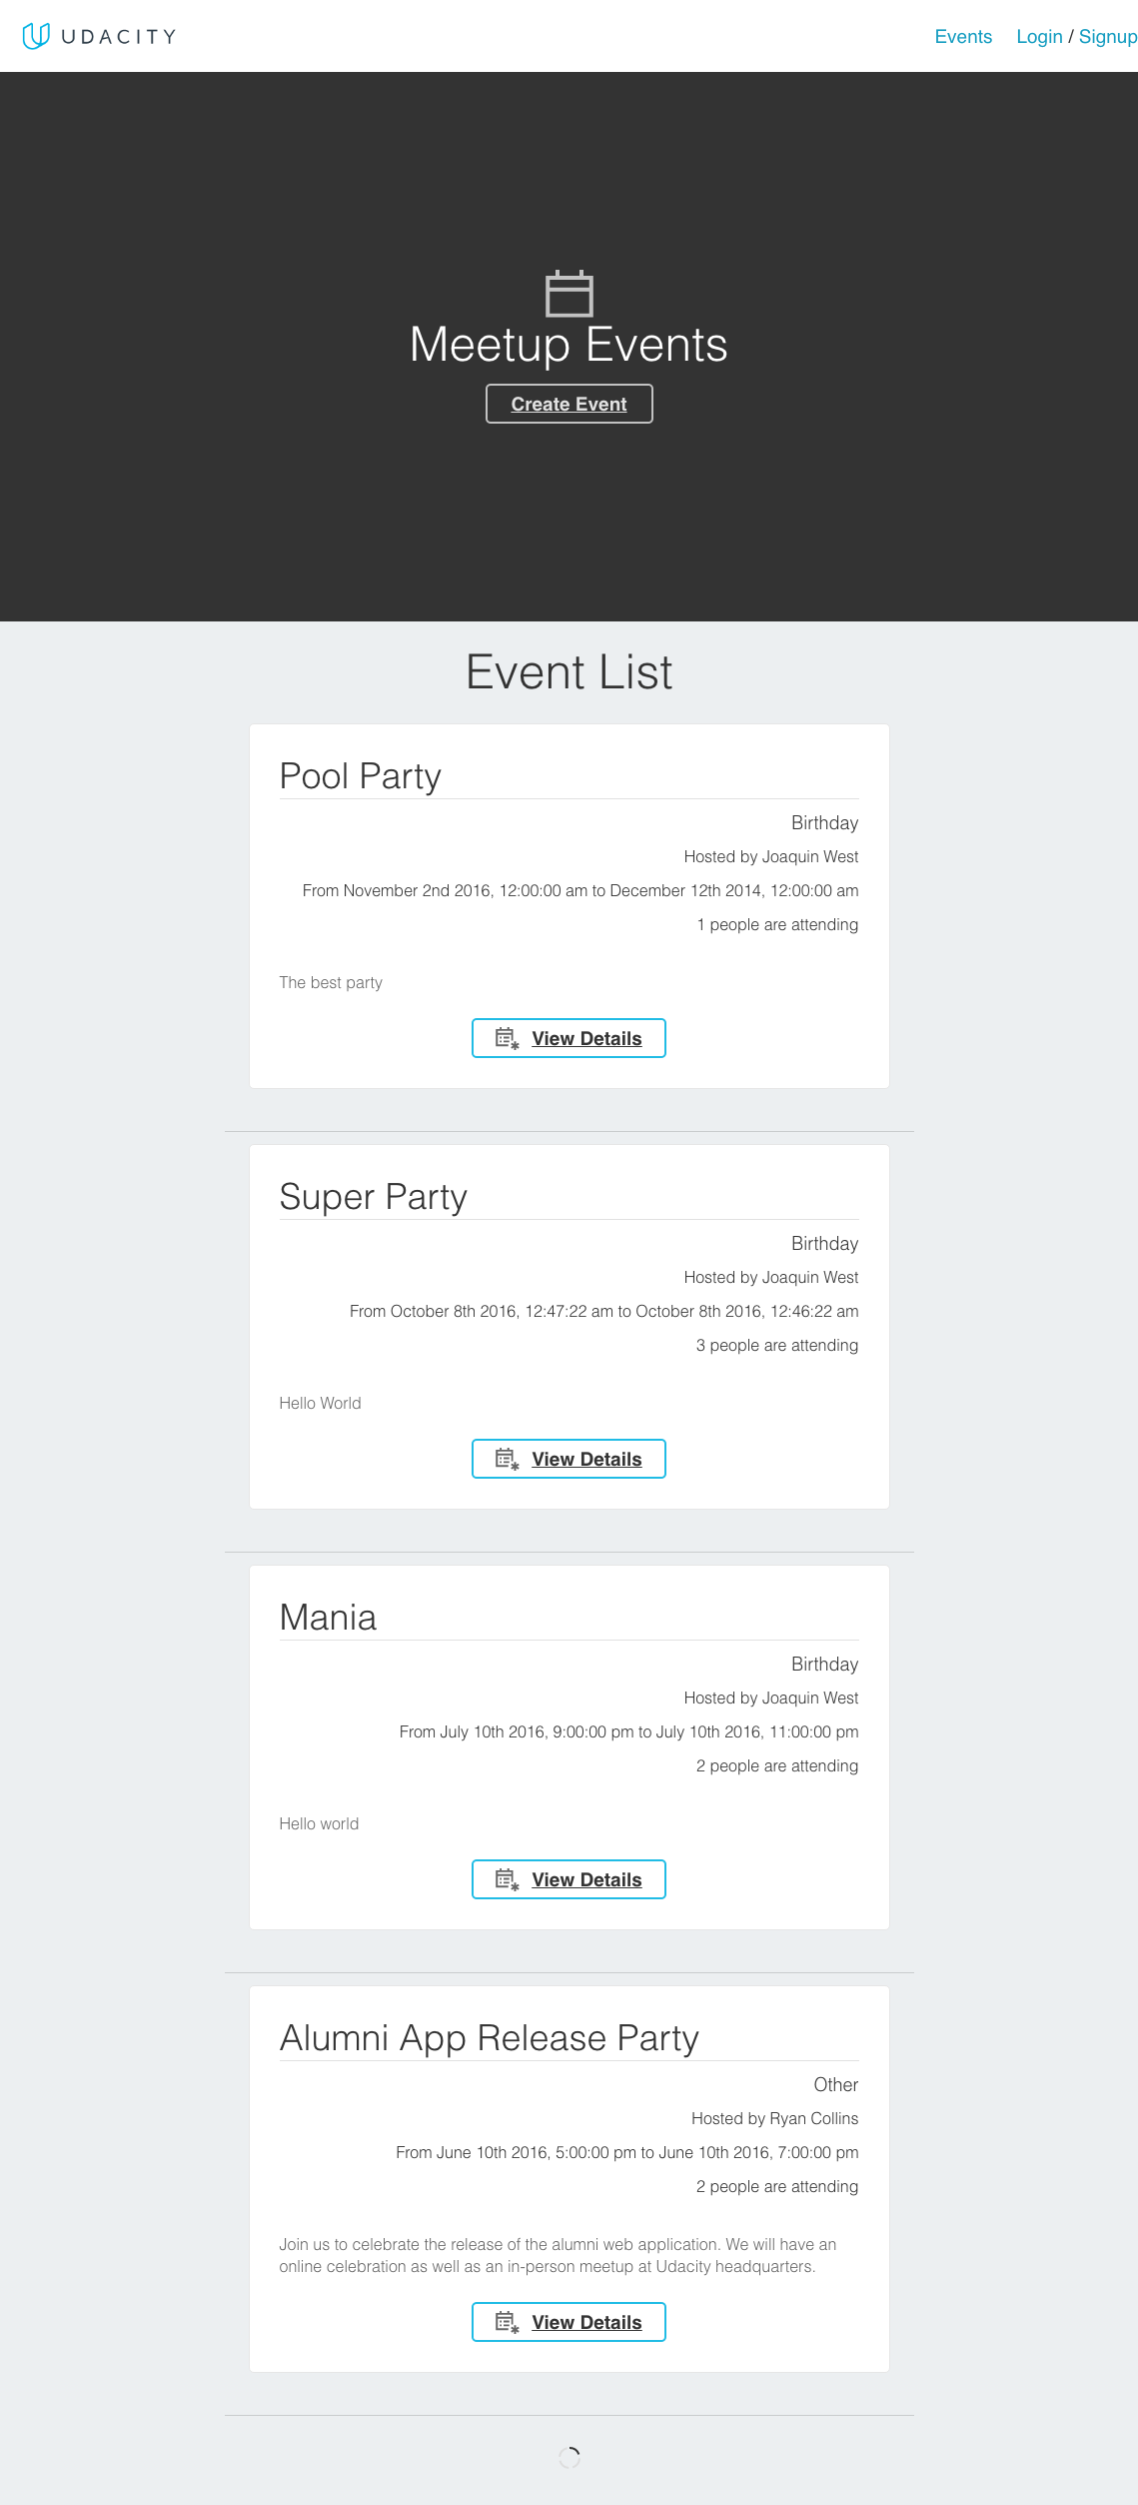 UDACITY
Events Login / Signup
Meetup Events
Create Event
Event List
Pool Party
Birthday
Hosted by Joaquin West
From November 2nd 2016, 12:00:00 am to December 12th 2014, 12:00:00 am
1 people are attending
The best party
View Details
Super Party
Birthday
Hosted by Joaquin West
From October 8th 2016, 12:47:22 am to October 8th 2016, 12:46:22 am
3 people are attending
Hello World
View Details
Mania
Birthday
Hosted by Joaquin West
From July 10th 2016, 9:00:00 pm to July 10th 2016, 11:00:00 pm
2 people are attending
Hello world
View Details
Alumni App Release Party
Other
Hosted by Ryan Collins
From June 10th 2016, 5:00:00 pm to June 10th 2016, 7:00:00 pm
2 people are attending
Join us to celebrate the release of the alumni web application. We will have an
online celebration as well as an in-person meetup at Udacity headquarters.
View Details